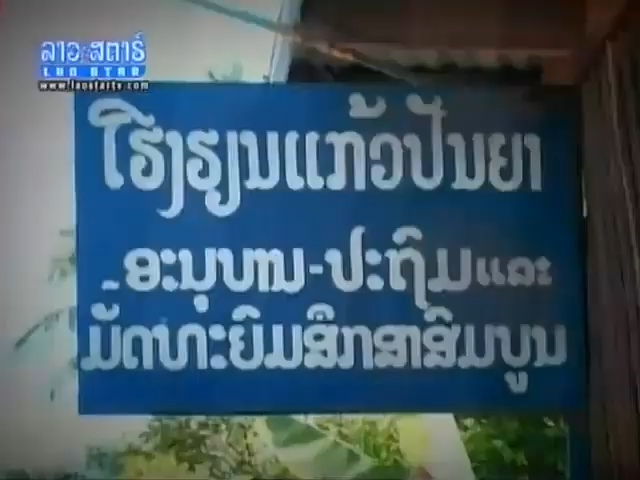 ລາວ ສຕາຣ໌
LAO STAR
www.laostartv.com
ໂຮງຮຽນແກ້ວປັນຍາ
ອະນຸບານ-ປະຖົມແລະ
ມັດທະຍົມສຶກສາສົມບູນ